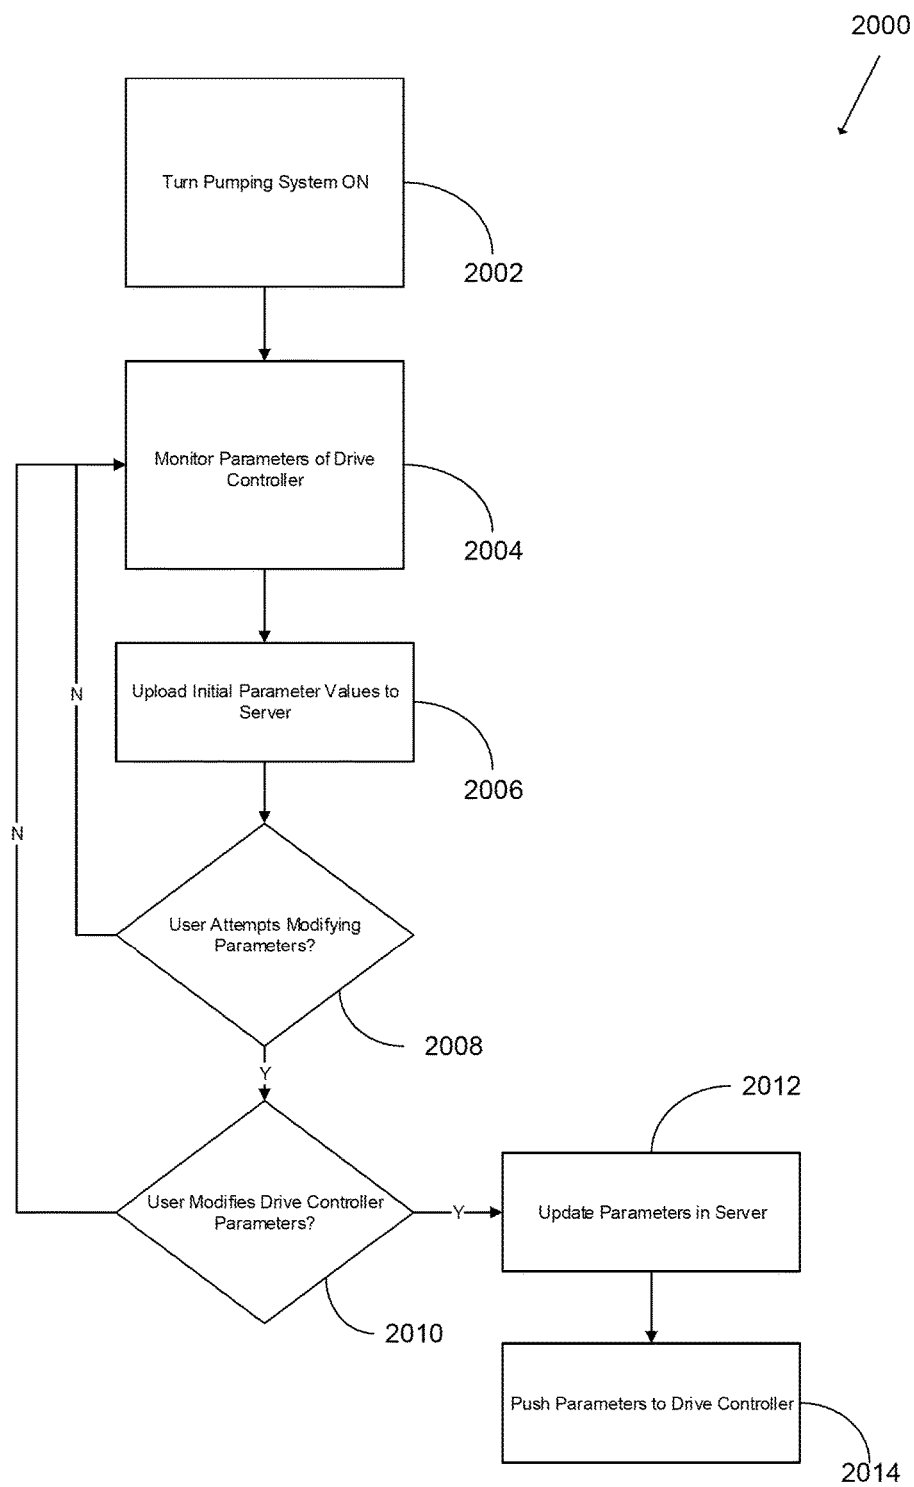 2000
Turn Pumping System ON
2002
Monitor Parameters of Drive
Controller
2004
Upload Initial Parameter Values to
Server
2006
N
N
User Attempts Modifying
Parameters?
2008
Y
2012
User Modifies Drive Controller
Parameters?
Y
Update Parameters in Server
2010
Push Parameters to Drive Controller
2014